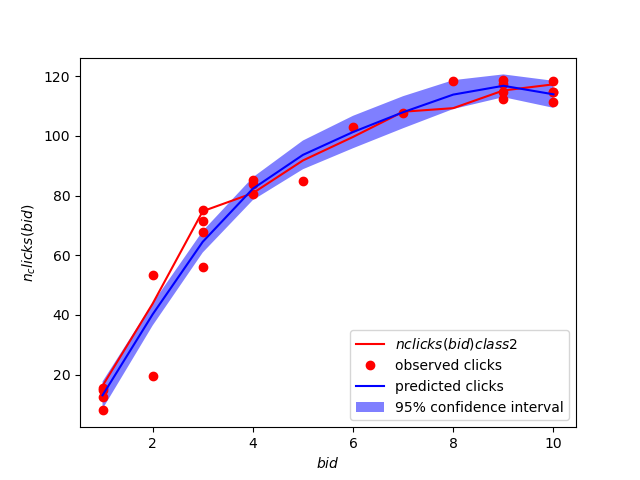 120
100
80
60
40
20
n_clicks(bid)
nclicks(bid)class2
observed clicks
predicted clicks
95% confidence interval
2 4 6 8 10
bid